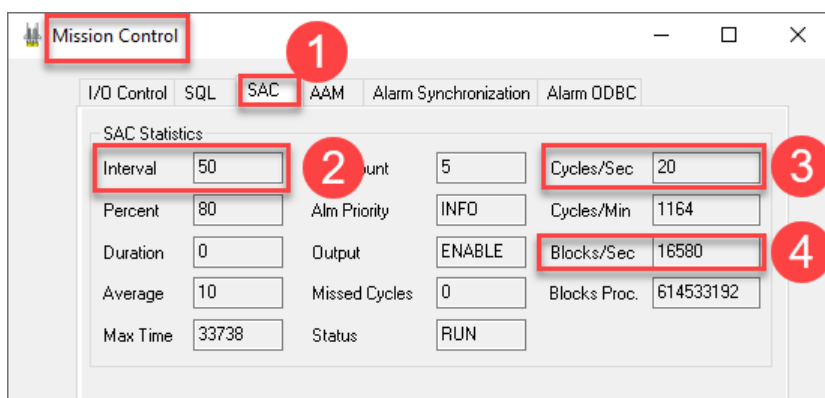 Mission Control
1
I/O Control SQL SAC AAM Alarm Synchronization Alarm ODBC
SAC Statistics
Interval 50 2 5 Cycles/Sec 20 3
Percent 80 Alm Priority INFO Cycles/Min 1164
Duration 0 Output ENABLE Blocks/Sec 16580 4
Average 10 Missed Cycles 0 Blocks Proc. 614533192
Max Time 33738 Status RUN